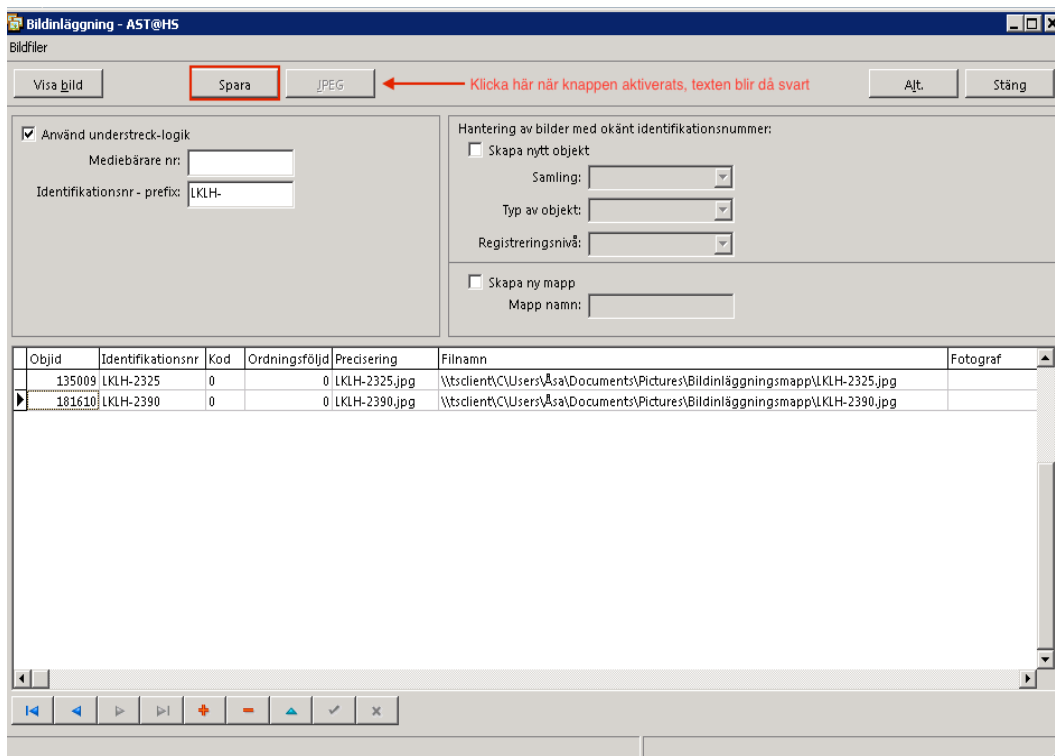 Bildinläggning - AST@HS
Bildfiler
Visa bild
Spara
JPEG
Klicka här när knappen aktiverats, texten blir då svart
Alt.
Stäng
Använd understreck-logik
Mediebärare nr:
Identifikationsnr - prefix: LKLH-
Hantering av bilder med okänt identifikationsnummer:
Skapa nytt objekt
Samling:
Typ av objekt:
Registreringsnivå:
Skapa ny mapp
Mapp namn:
Objid Identifikationsnr Kod Ordningsföljd Precisering Filnamn Fotograf
135009 LKLH-2325 0 0 LKLH-2325.jpg \\tsclient\C\Users\Åsa\Documents\Pictures\Bildinläggningsmapp\LKLH-2325.jpg
181610 LKLH-2390 0 0 LKLH-2390.jpg \\tsclient\C\Users\Åsa\Documents\Pictures\Bildinläggningsmapp\LKLH-2390.jpg